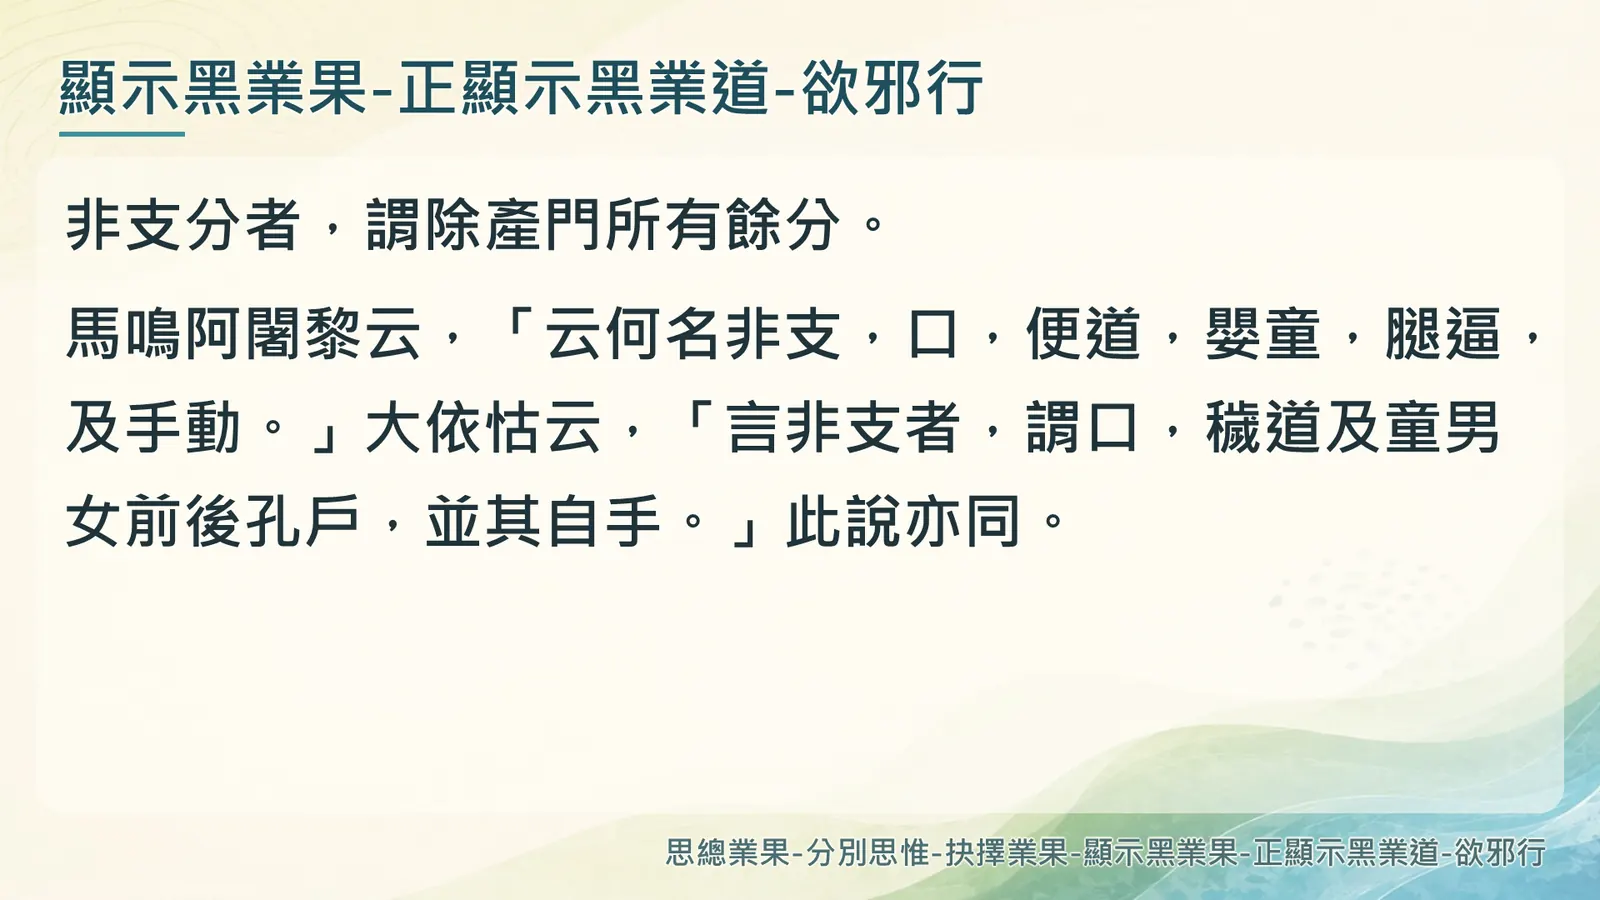 顯示黑業果-正顯示黑業道-欲邪行
非支分者，謂除產門所有餘分。
馬鳴阿闍黎云，「云何名非支，口，便道，嬰童，腿逼，
及手動。」大依怙云，「言非支者，謂口，穢道及童男
女前後孔戶，並其自手。」此說亦同。
思總業果-分別思惟-抉擇業果-顯示黑業果-正顯示黑業道-欲邪行